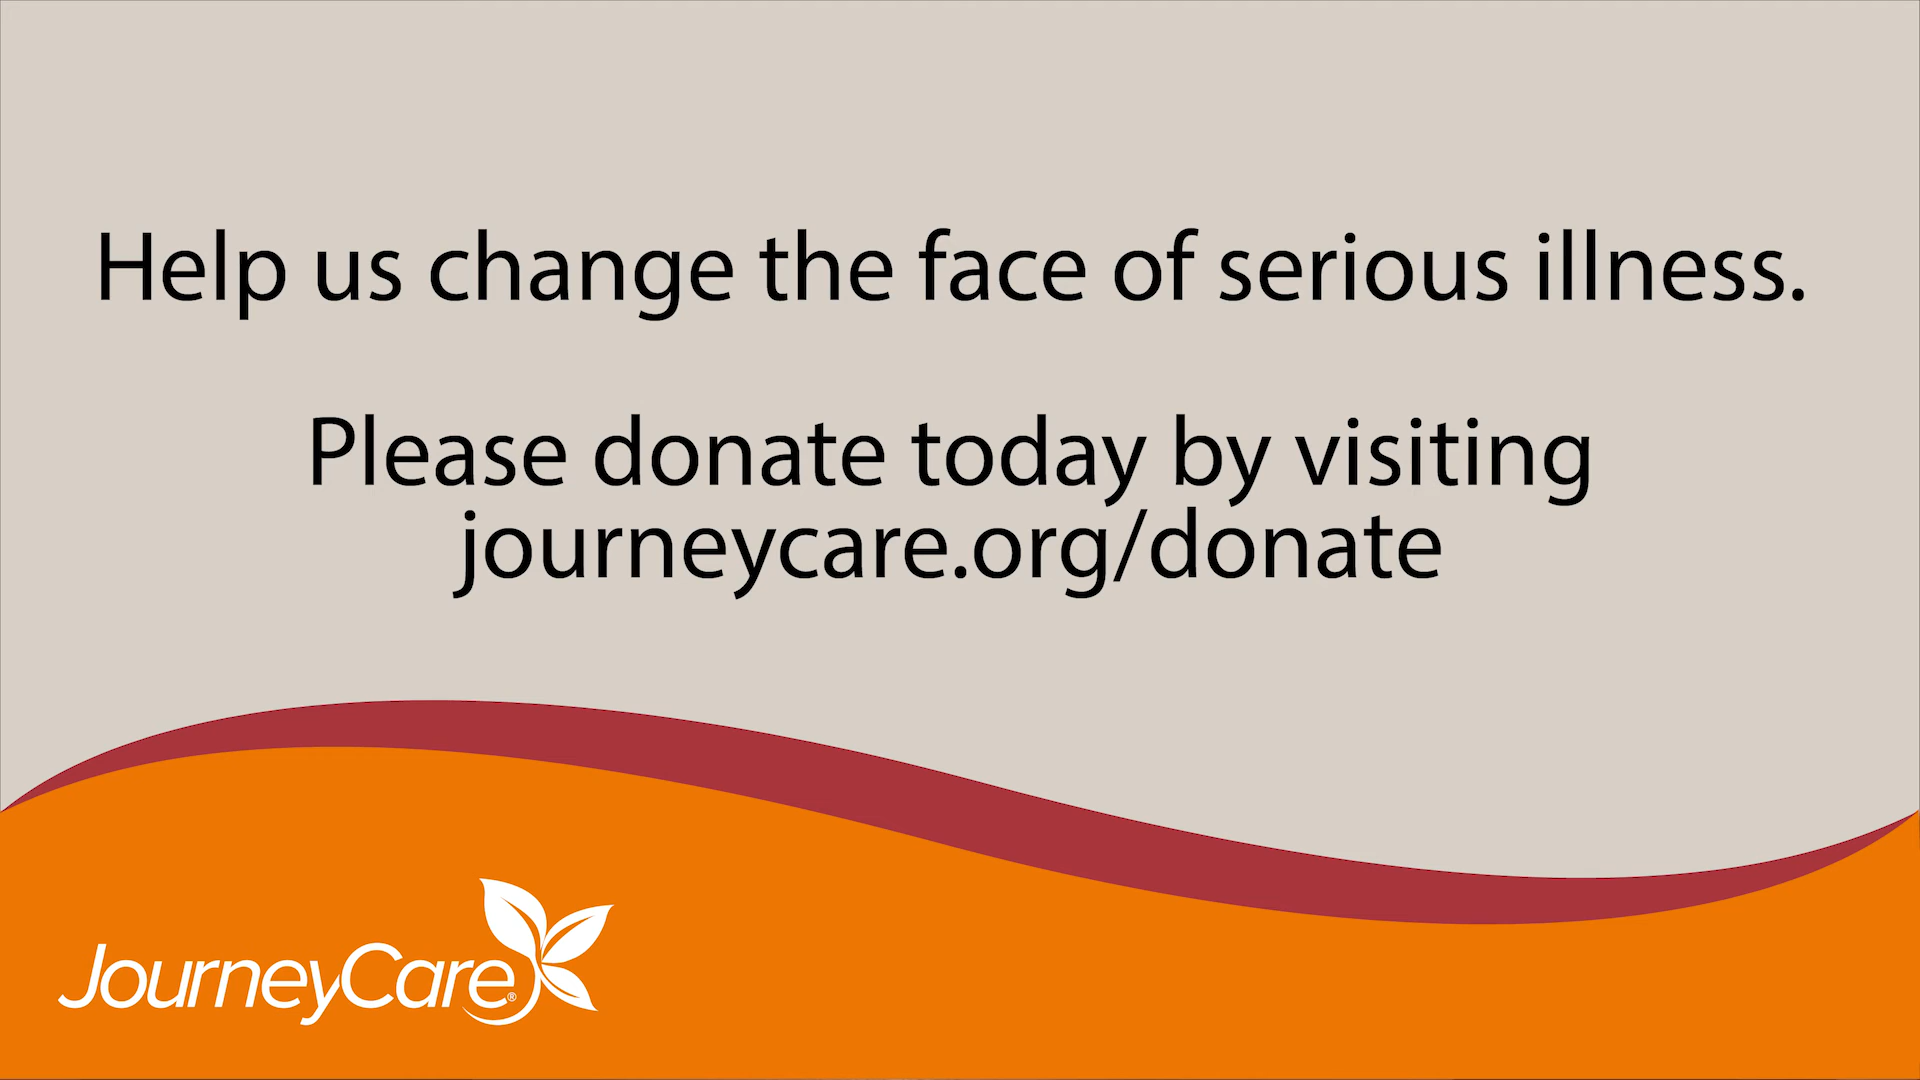 Help us change the face of serious illness.
Please donate today by visiting
journeycare.org/donate
JourneyCare®